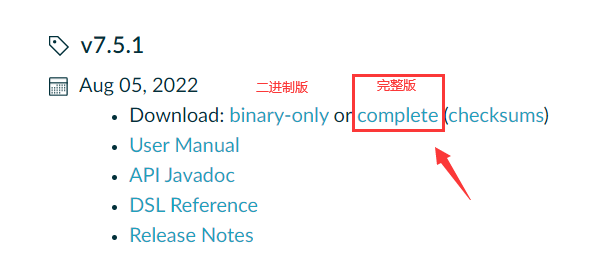 v7.5.1
Aug 05, 2022
二进制版 完整版
Download: binary-only or complete (checksums)
User Manual
API Javadoc
DSL Reference
Release Notes